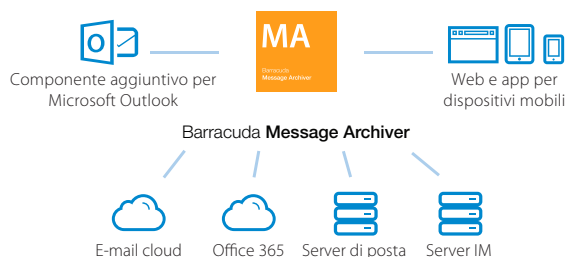 MA
Barracuda
Message Archiver
Componente aggiuntivo per
Microsoft Outlook
Web e app per
dispositivi mobili
Barracuda Message Archiver
E-mail cloud
Office 365
Server di posta
Server IM